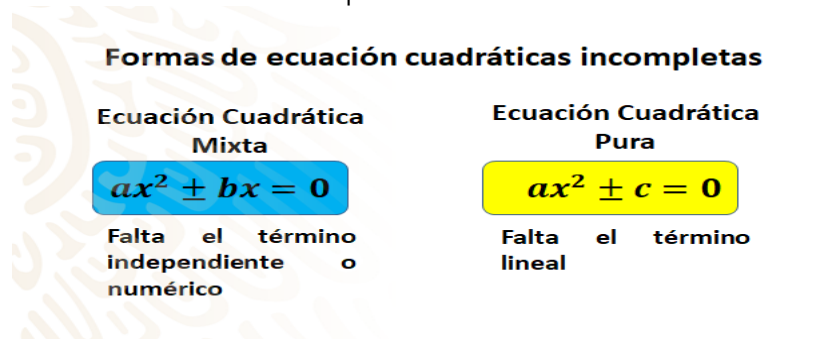 Formas de ecuación cuadráticas incompletas
Ecuación Cuadrática
Mixta
ax² ± bx = 0
Falta el término
independiente o
numérico
Ecuación Cuadrática
Pura
ax² ± c = 0
Falta el término
lineal